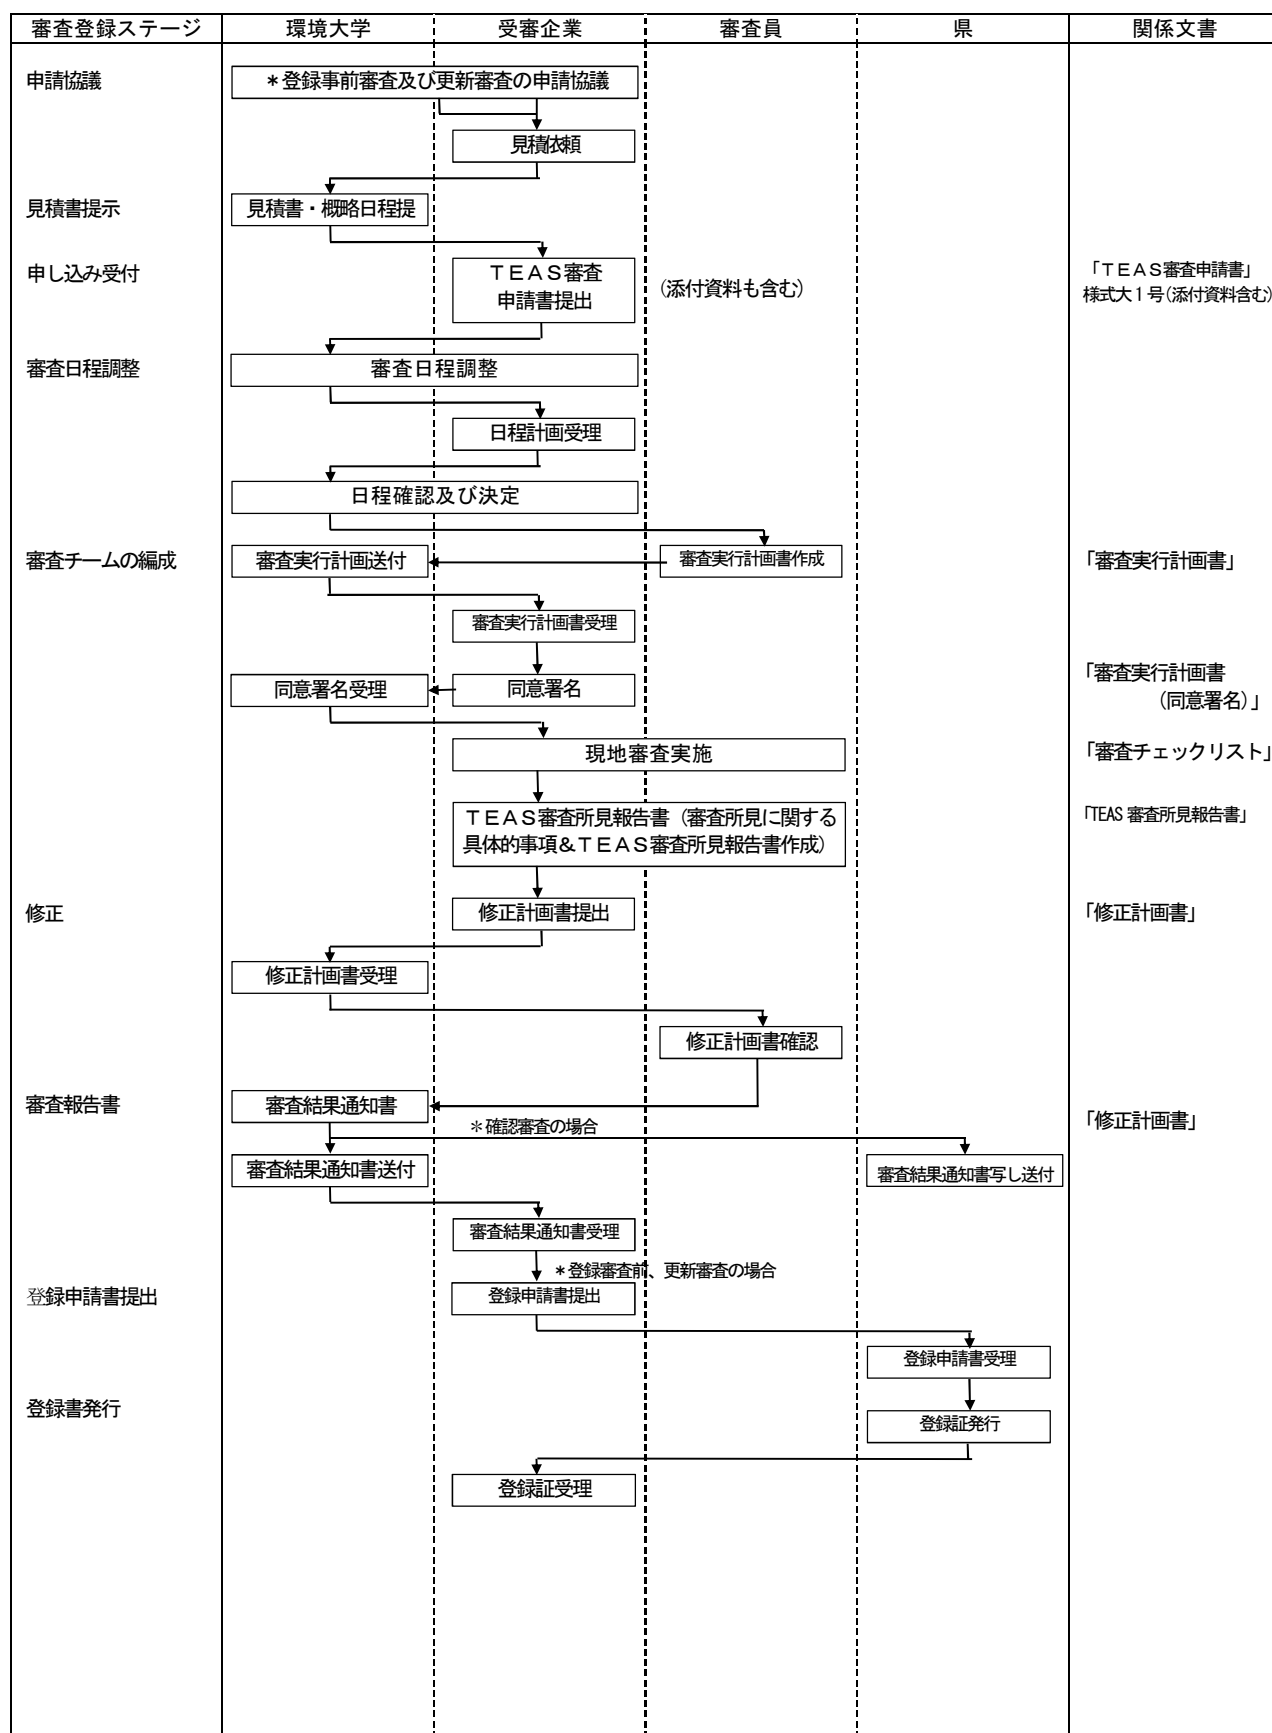 審査登録ステージ
環境大学
受審企業
審査員
県
関係文書
申請協議
＊登録事前審査及び更新審査の申請協議
見積依頼
見積書提示
見積書・概略日程提
申し込み受付
ＴＥＡＳ審査
申請書提出
(添付資料も含む)
「ＴＥＡＳ審査申請書」
様式大１号(添付資料含む)
審査日程調整
審査日程調整
日程計画受理
日程確認及び決定
審査チームの編成
審査実行計画送付
審査実行計画書作成
「審査実行計画書」
審査実行計画書受理
同意署名受理
同意署名
「審査実行計画書
（同意署名）」
現地審査実施
「審査チェックリスト」
ＴＥＡＳ審査所見報告書（審査所見に関する
具体的事項＆ＴＥＡＳ審査所見報告書作成）
「TEAS 審査所見報告書」
修正
修正計画書提出
「修正計画書」
修正計画書受理
修正計画書確認
審査報告書
審査結果通知書
「修正計画書」
＊確認審査の場合
審査結果通知書送付
審査結果通知書写し送付
審査結果通知書受理
＊登録審査前、更新審査の場合
登録申請書提出
登録申請書提出
登録申請書受理
登録書発行
登録証発行
登録証受理